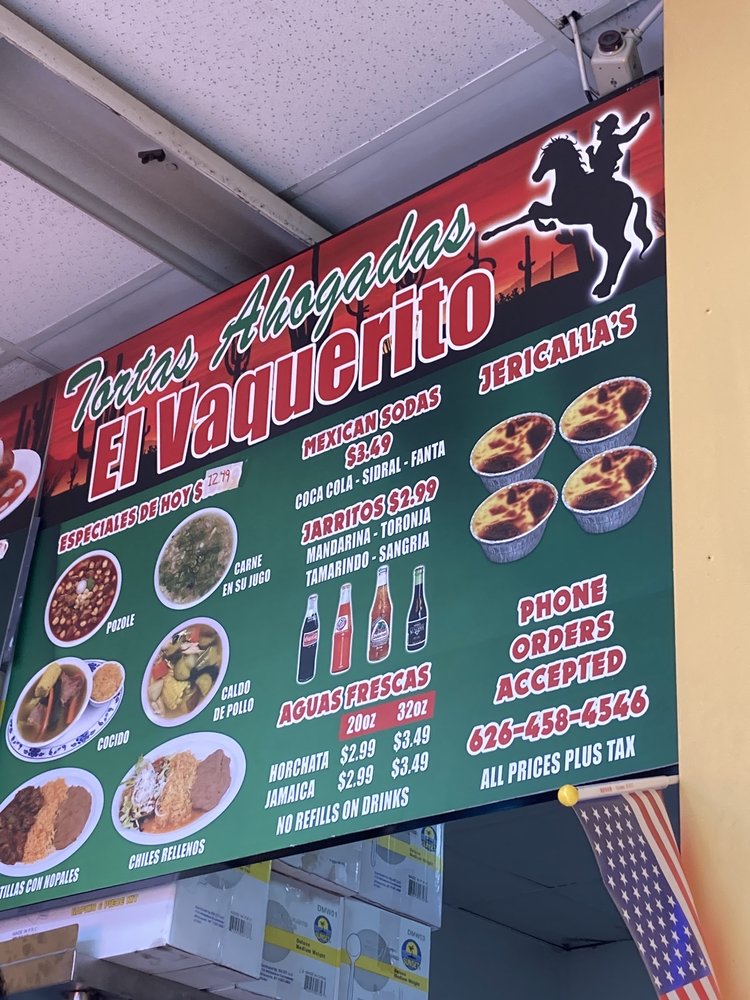 Tortas Ahogadas
El Vaquerito
ESPECIALES DE HOY $ 12.49
POZOLE
CARNE
EN SU JUGO
COCIDO
CALDO
DE POLLO
TILLAS CON NOPALES
CHILES RELLENOS
MEXICAN SODAS
$3.49
COCA COLA - SIDRAL - FANTA
JARRITOS $2.99
MANDARINA - TORONJA
TAMARINDO - SANGRIA
AGUAS FRESCAS
20oz 32oz
HORCHATA $2.99 $3.49
JAMAICA $2.99 $3.49
NO REFILLS ON DRINKS
JERICALLA'S
PHONE
ORDERS
ACCEPTED
626-458-4546
ALL PRICES PLUS TAX